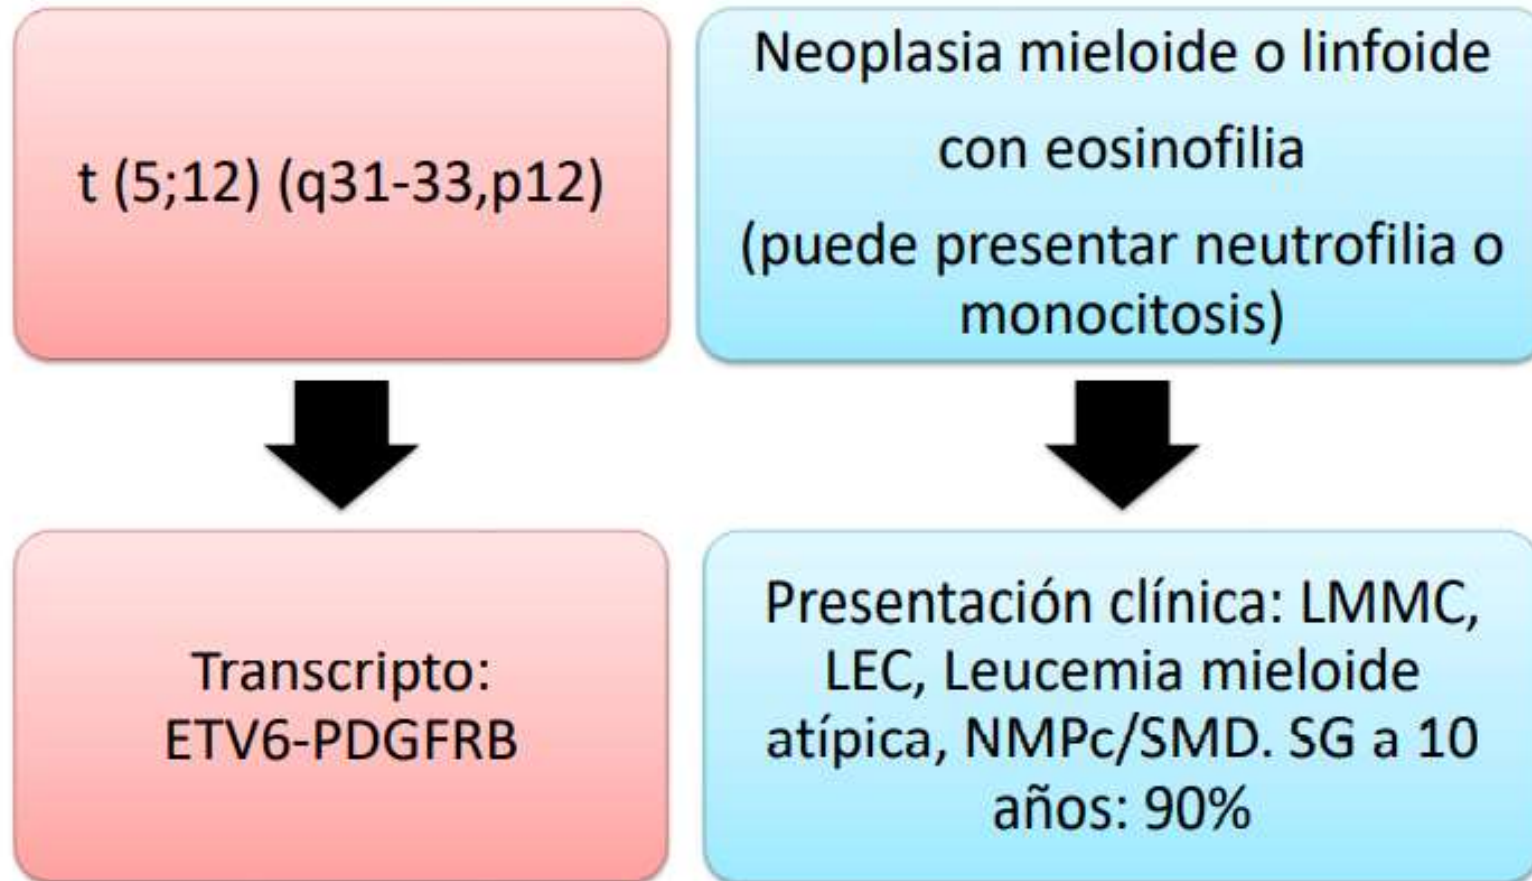 t (5;12) (q31-33,p12)
Neoplasia mieloide o linfoide
con eosinofilia
(puede presentar neutrofilia o
monocitosis)
Transcripto:
ETV6-PDGFRB
Presentación clínica: LMMC,
LEC, Leucemia mieloide
atípica, NMPc/SMD. SG a 10
años: 90%